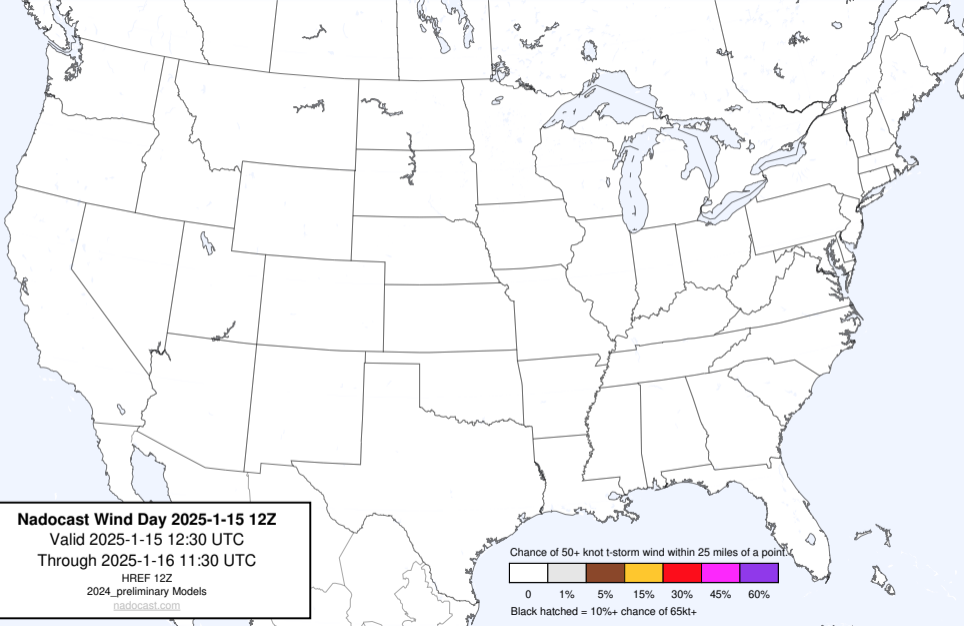 Nadocast Wind Day 2025-1-15 12Z
Valid 2025-1-15 12:30 UTC
Through 2025-1-16 11:30 UTC
HREF 12Z
2024_preliminary Models
nadocast.com
Chance of 50+ knot t-storm wind within 25 miles of a point.
0 1% 5% 15% 30% 45% 60%
Black hatched = 10%+ chance of 65kt+